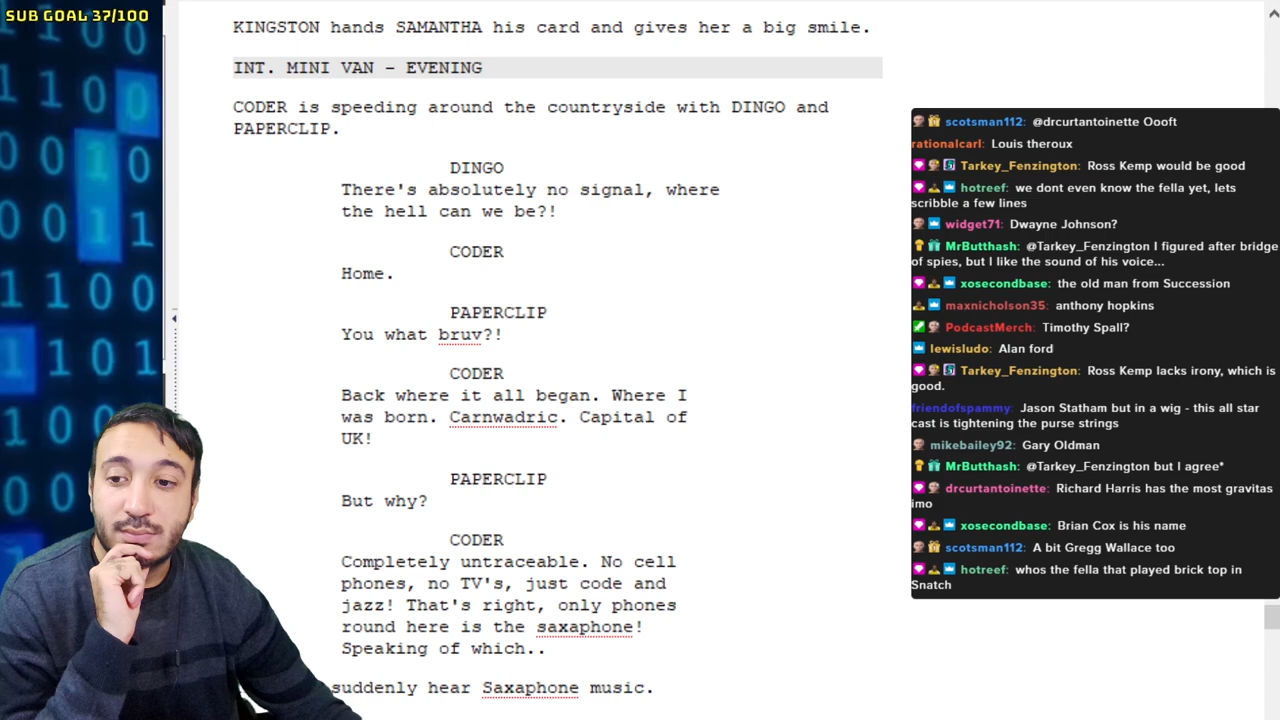 SUB GOAL 37/100
KINGSTON hands SAMANTHA his card and gives her a big smile.
INT. MINI VAN - EVENING
CODER is speeding around the countryside with DINGO and
PAPERCLIP.
DINGO
There's absolutely no signal, where
the hell can we be?!
CODER
Home.
PAPERCLIP
You what bruv?!
CODER
Back where it all began. Where I
was born. Carnwadric. Capital of
UK!
PAPERCLIP
But why?
CODER
Completely untraceable. No cell
phones, no TV's, just code and
jazz! That's right, only phones
round here is the saxaphone!
Speaking of which..
suddenly hear Saxaphone music.
scotsman112: @drcurtantoinette Oooft
rationalcarl: Louis theroux
Tarkey_Fenzington: Ross Kemp would be good
hotreef: we dont even know the fella yet, lets
scribble a few lines
widget71: Dwayne Johnson?
MrButthash: @Tarkey_Fenzington I figured after bridge
of spies, but I like the sound of his voice...
xosecondbase: the old man from Succession
maxnicholson35: anthony hopkins
PodcastMerch: Timothy Spall?
lewisludo: Alan ford
Tarkey_Fenzington: Ross Kemp lacks irony, which is
good.
friendofspammy: Jason Statham but in a wig - this all star
cast is tightening the purse strings
mikebailey92: Gary Oldman
MrButthash: @Tarkey_Fenzington but I agree*
drcurtantoinette: Richard Harris has the most gravitas
imo
xosecondbase: Brian Cox is his name
scotsman112: A bit Gregg Wallace too
hotreef: whos the fella that played brick top in
Snatch